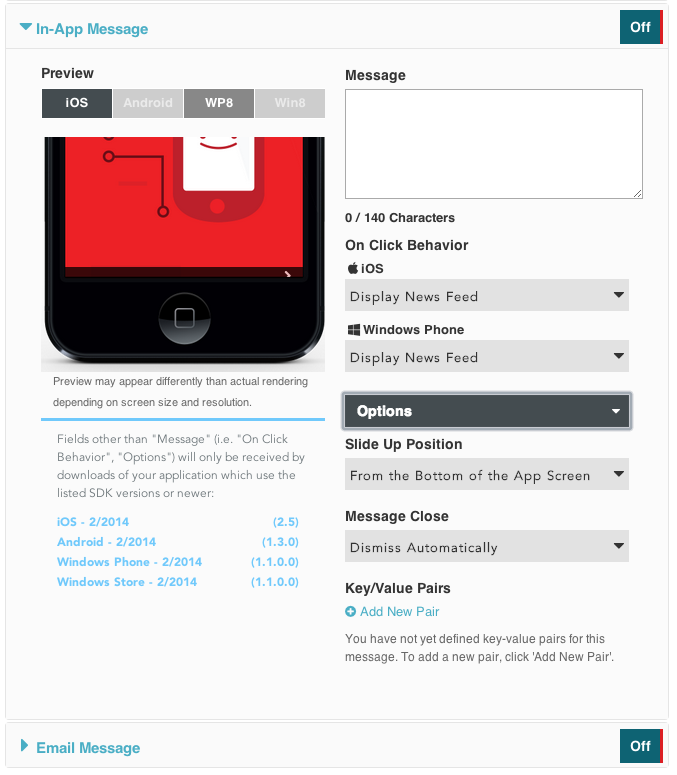 In-App Message
Off
Preview
iOS
Android
WP8
Win8
Preview may appear differently than actual rendering
depending on screen size and resolution.
Fields other than "Message" (i.e. "On Click
Behavior", "Options") will only be received by
downloads of your application which use the
listed SDK versions or newer:
iOS - 2/2014 (2.5)
Android - 2/2014 (1.3.0)
Windows Phone - 2/2014 (1.1.0.0)
Windows Store - 2/2014 (1.1.0.0)
Message
0 / 140 Characters
On Click Behavior
iOS
Display News Feed
Windows Phone
Display News Feed
Options
Slide Up Position
From the Bottom of the App Screen
Message Close
Dismiss Automatically
Key/Value Pairs
Add New Pair
You have not yet defined key-value pairs for this
message. To add a new pair, click 'Add New Pair'.
Email Message
Off